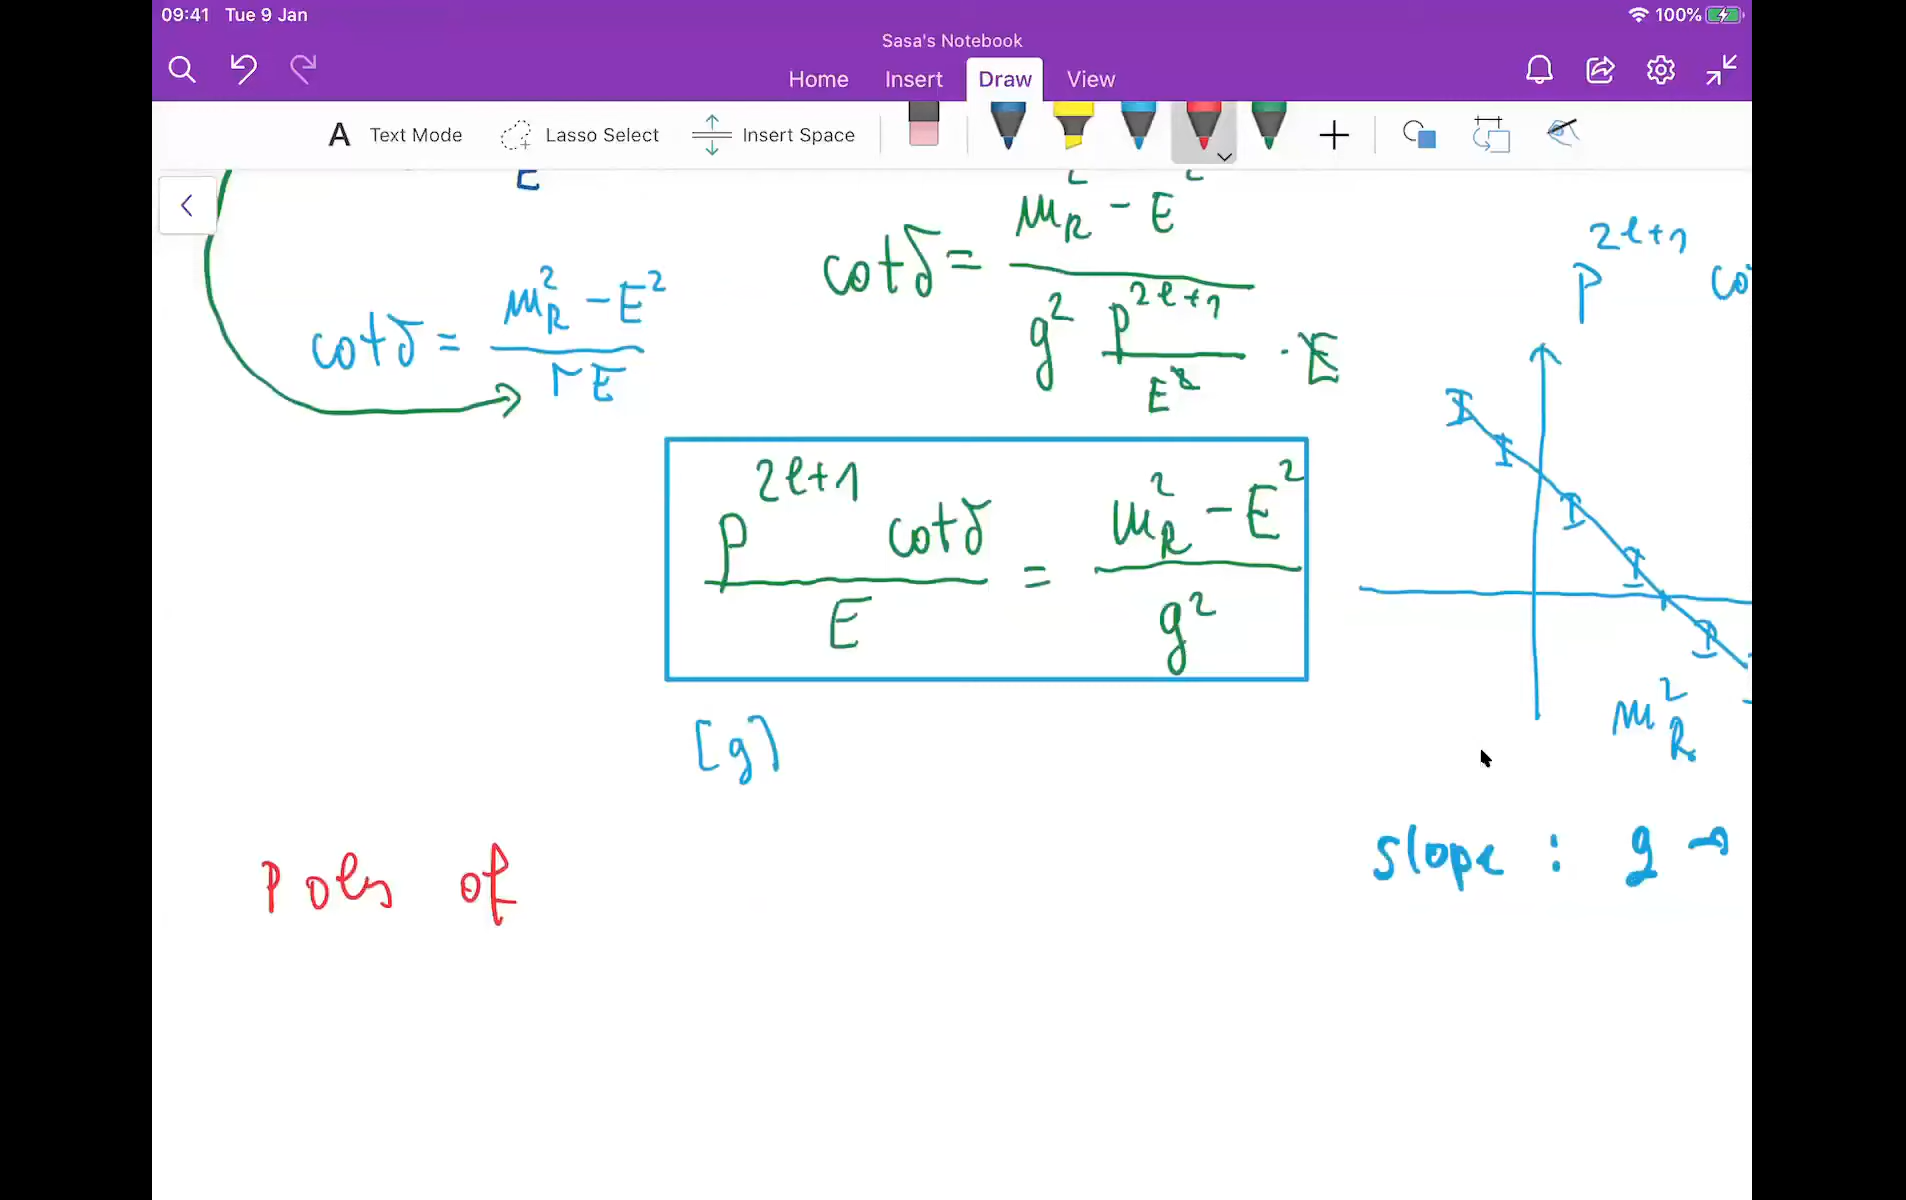 09:41 Tue 9 Jan
100%
Sasa's Notebook
Home Insert Draw View
A Text Mode Lasso Select Insert Space
E
cotδ = (m_R^2 - E^2) / (Γ E)
cotδ = (m_R^2 - E^2) / (g^2 (p^{2ℓ+1} / E^2) · E)
p^{2ℓ+1} cotδ / E = (m_R^2 - E^2) / g^2
[g]
p^{2ℓ+1} co
m_R^2
slope : g →
Poles of